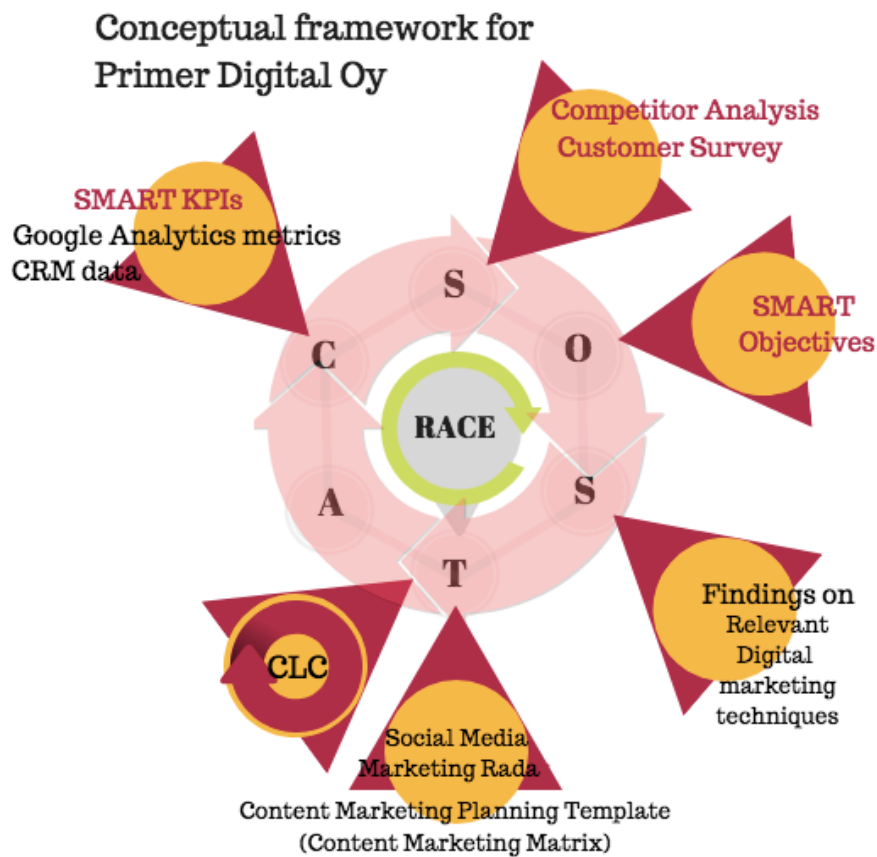 Conceptual framework for
Primer Digital Oy
Competitor Analysis
Customer Survey
SMART KPIs
Google Analytics metrics
CRM data
S
C
O
SMART
Objectives
RACE
A
S
T
Findings on
Relevant
Digital
marketing
techniques
CLC
Social Media
Marketing Rada
Content Marketing Planning Template
(Content Marketing Matrix)